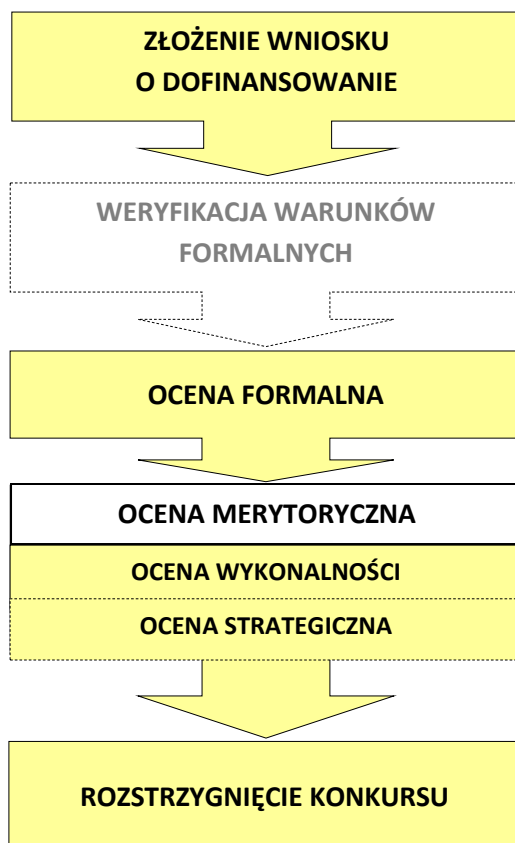 ZŁOŻENIE WNIOSKU
O DOFINANSOWANIE
WERYFIKACJA WARUNKÓW
FORMALNYCH
OCENA FORMALNA
OCENA MERYTORYCZNA
OCENA WYKONALNOŚCI
OCENA STRATEGICZNA
ROZSTRZYGNIĘCIE KONKURSU